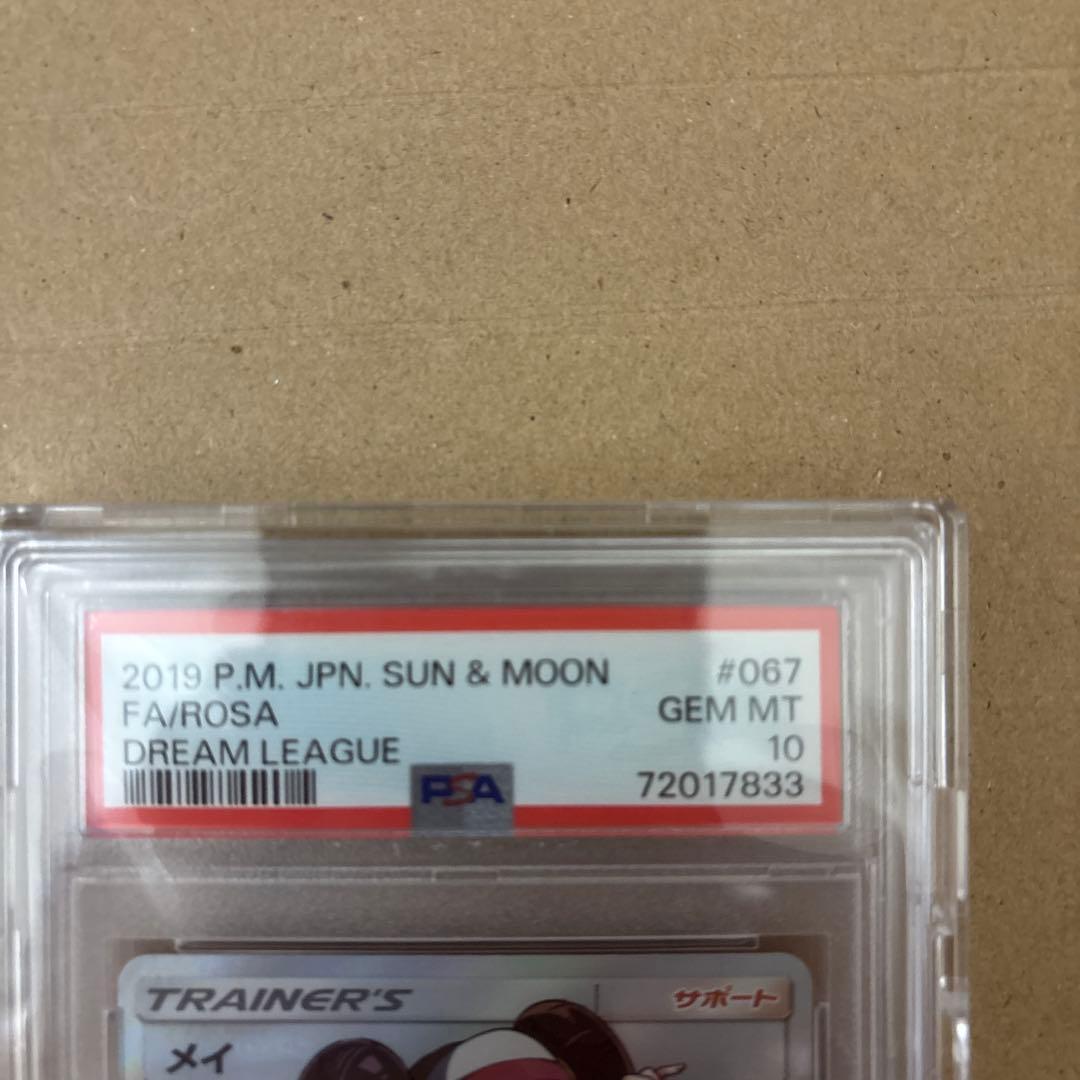 2019 P.M. JPN. SUN & MOON #067
FA/ROSA GEM MT
DREAM LEAGUE 10
PSA 72017833
TRAINER'S サポート
メイ